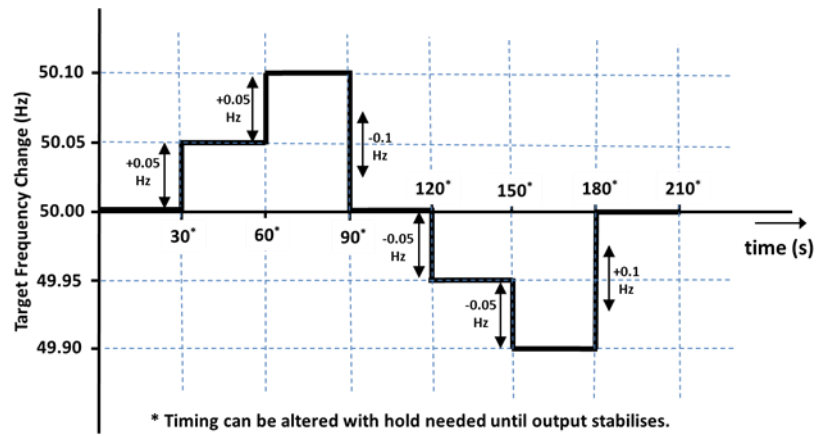 Target Frequency Change (Hz)
50.10
50.05
50.00
49.95
49.90
+0.05
Hz
+0.05
Hz
-0.1
Hz
30*
60*
90*
120*
150*
180*
210*
-0.05
Hz
-0.05
Hz
+0.1
Hz
time (s)
* Timing can be altered with hold needed until output stabilises.